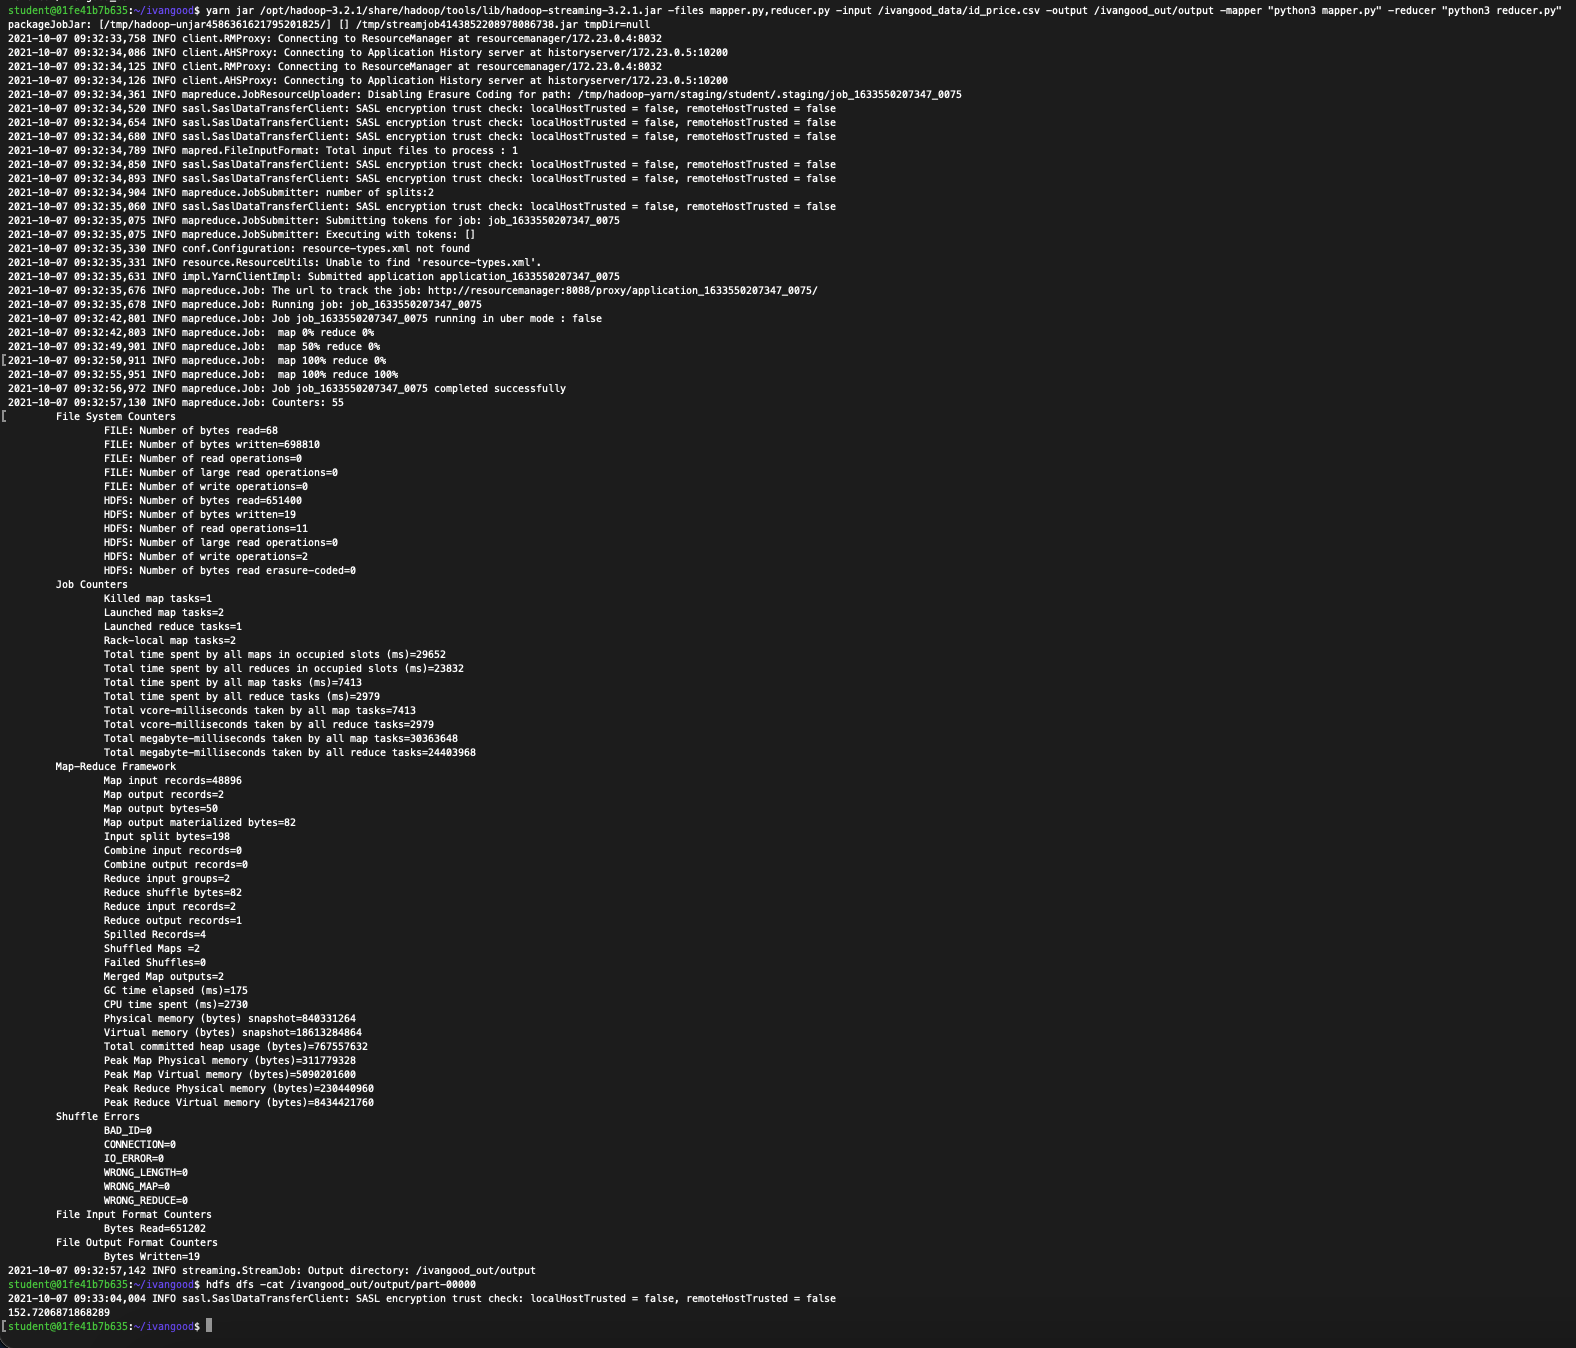 student@01fe41b7b635:~/ivangood$ yarn jar /opt/hadoop-3.2.1/share/hadoop/tools/lib/hadoop-streaming-3.2.1.jar -files mapper.py,reducer.py -input /ivangood_data/id_price.csv -output /ivangood_out/output -mapper "python3 mapper.py" -reducer "python3 reducer.py"
packageJobJar: [/tmp/hadoop-unjar4586361621795201825/] [] /tmp/streamjob4143852208978086738.jar tmpDir=null
2021-10-07 09:32:33,758 INFO client.RMProxy: Connecting to ResourceManager at resourcemanager/172.23.0.4:8032
2021-10-07 09:32:34,086 INFO client.AHSProxy: Connecting to Application History server at historyserver/172.23.0.5:10200
2021-10-07 09:32:34,125 INFO client.RMProxy: Connecting to ResourceManager at resourcemanager/172.23.0.4:8032
2021-10-07 09:32:34,126 INFO client.AHSProxy: Connecting to Application History server at historyserver/172.23.0.5:10200
2021-10-07 09:32:34,361 INFO mapreduce.JobResourceUploader: Disabling Erasure Coding for path: /tmp/hadoop-yarn/staging/student/.staging/job_1633550207347_0075
2021-10-07 09:32:34,520 INFO sasl.SaslDataTransferClient: SASL encryption trust check: localHostTrusted = false, remoteHostTrusted = false
2021-10-07 09:32:34,654 INFO sasl.SaslDataTransferClient: SASL encryption trust check: localHostTrusted = false, remoteHostTrusted = false
2021-10-07 09:32:34,680 INFO sasl.SaslDataTransferClient: SASL encryption trust check: localHostTrusted = false, remoteHostTrusted = false
2021-10-07 09:32:34,789 INFO mapred.FileInputFormat: Total input files to process : 1
2021-10-07 09:32:34,850 INFO sasl.SaslDataTransferClient: SASL encryption trust check: localHostTrusted = false, remoteHostTrusted = false
2021-10-07 09:32:34,893 INFO sasl.SaslDataTransferClient: SASL encryption trust check: localHostTrusted = false, remoteHostTrusted = false
2021-10-07 09:32:34,904 INFO mapreduce.JobSubmitter: number of splits:2
2021-10-07 09:32:35,060 INFO sasl.SaslDataTransferClient: SASL encryption trust check: localHostTrusted = false, remoteHostTrusted = false
2021-10-07 09:32:35,075 INFO mapreduce.JobSubmitter: Submitting tokens for job: job_1633550207347_0075
2021-10-07 09:32:35,075 INFO mapreduce.JobSubmitter: Executing with tokens: []
2021-10-07 09:32:35,330 INFO conf.Configuration: resource-types.xml not found
2021-10-07 09:32:35,331 INFO resource.ResourceUtils: Unable to find 'resource-types.xml'.
2021-10-07 09:32:35,631 INFO impl.YarnClientImpl: Submitted application application_1633550207347_0075
2021-10-07 09:32:35,676 INFO mapreduce.Job: The url to track the job: http://resourcemanager:8088/proxy/application_1633550207347_0075/
2021-10-07 09:32:35,678 INFO mapreduce.Job: Running job: job_1633550207347_0075
2021-10-07 09:32:42,801 INFO mapreduce.Job: Job job_1633550207347_0075 running in uber mode : false
2021-10-07 09:32:42,803 INFO mapreduce.Job:  map 0% reduce 0%
2021-10-07 09:32:49,901 INFO mapreduce.Job:  map 50% reduce 0%
[2021-10-07 09:32:50,911 INFO mapreduce.Job:  map 100% reduce 0%
2021-10-07 09:32:55,951 INFO mapreduce.Job:  map 100% reduce 100%
2021-10-07 09:32:56,972 INFO mapreduce.Job: Job job_1633550207347_0075 completed successfully
2021-10-07 09:32:57,130 INFO mapreduce.Job: Counters: 55
[ File System Counters
FILE: Number of bytes read=68
FILE: Number of bytes written=698810
FILE: Number of read operations=0
FILE: Number of large read operations=0
FILE: Number of write operations=0
HDFS: Number of bytes read=651400
HDFS: Number of bytes written=19
HDFS: Number of read operations=11
HDFS: Number of large read operations=0
HDFS: Number of write operations=2
HDFS: Number of bytes read erasure-coded=0
Job Counters
Killed map tasks=1
Launched map tasks=2
Launched reduce tasks=1
Rack-local map tasks=2
Total time spent by all maps in occupied slots (ms)=29652
Total time spent by all reduces in occupied slots (ms)=23832
Total time spent by all map tasks (ms)=7413
Total time spent by all reduce tasks (ms)=2979
Total vcore-milliseconds taken by all map tasks=7413
Total vcore-milliseconds taken by all reduce tasks=2979
Total megabyte-milliseconds taken by all map tasks=30363648
Total megabyte-milliseconds taken by all reduce tasks=24403968
Map-Reduce Framework
Map input records=48896
Map output records=2
Map output bytes=50
Map output materialized bytes=82
Input split bytes=198
Combine input records=0
Combine output records=0
Reduce input groups=2
Reduce shuffle bytes=82
Reduce input records=2
Reduce output records=1
Spilled Records=4
Shuffled Maps =2
Failed Shuffles=0
Merged Map outputs=2
GC time elapsed (ms)=175
CPU time spent (ms)=2730
Physical memory (bytes) snapshot=840331264
Virtual memory (bytes) snapshot=18613284864
Total committed heap usage (bytes)=767557632
Peak Map Physical memory (bytes)=311779328
Peak Map Virtual memory (bytes)=5090201600
Peak Reduce Physical memory (bytes)=230440960
Peak Reduce Virtual memory (bytes)=8434421760
Shuffle Errors
BAD_ID=0
CONNECTION=0
IO_ERROR=0
WRONG_LENGTH=0
WRONG_MAP=0
WRONG_REDUCE=0
File Input Format Counters
Bytes Read=651202
File Output Format Counters
Bytes Written=19
2021-10-07 09:32:57,142 INFO streaming.StreamJob: Output directory: /ivangood_out/output
student@01fe41b7b635:~/ivangood$ hdfs dfs -cat /ivangood_out/output/part-00000
2021-10-07 09:33:04,004 INFO sasl.SaslDataTransferClient: SASL encryption trust check: localHostTrusted = false, remoteHostTrusted = false
152.7206871868289
[student@01fe41b7b635:~/ivangood$